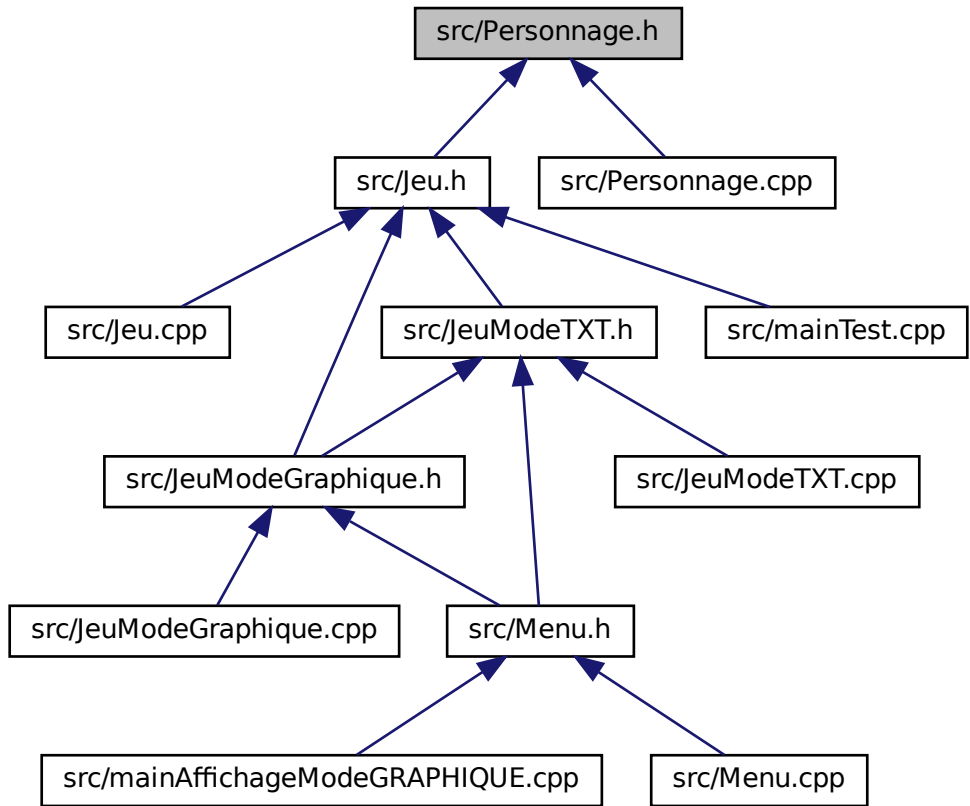 src/Personnage.h
src/Jeu.h
src/Personnage.cpp
src/Jeu.cpp
src/JeuModeTXT.h
src/mainTest.cpp
src/JeuModeGraphique.h
src/JeuModeTXT.cpp
src/JeuModeGraphique.cpp
src/Menu.h
src/mainAffichageModeGRAPHIQUE.cpp
src/Menu.cpp